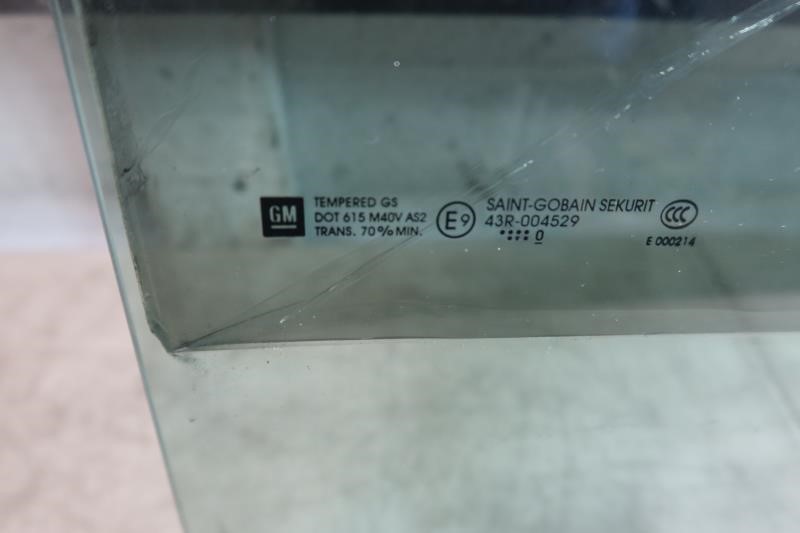 GM
TEMPERED GS
DOT 615 M40V AS2
TRANS. 70% MIN.
E9
SAINT-GOBAIN SEKURIT
43R-004529
0
CCC
E 000214